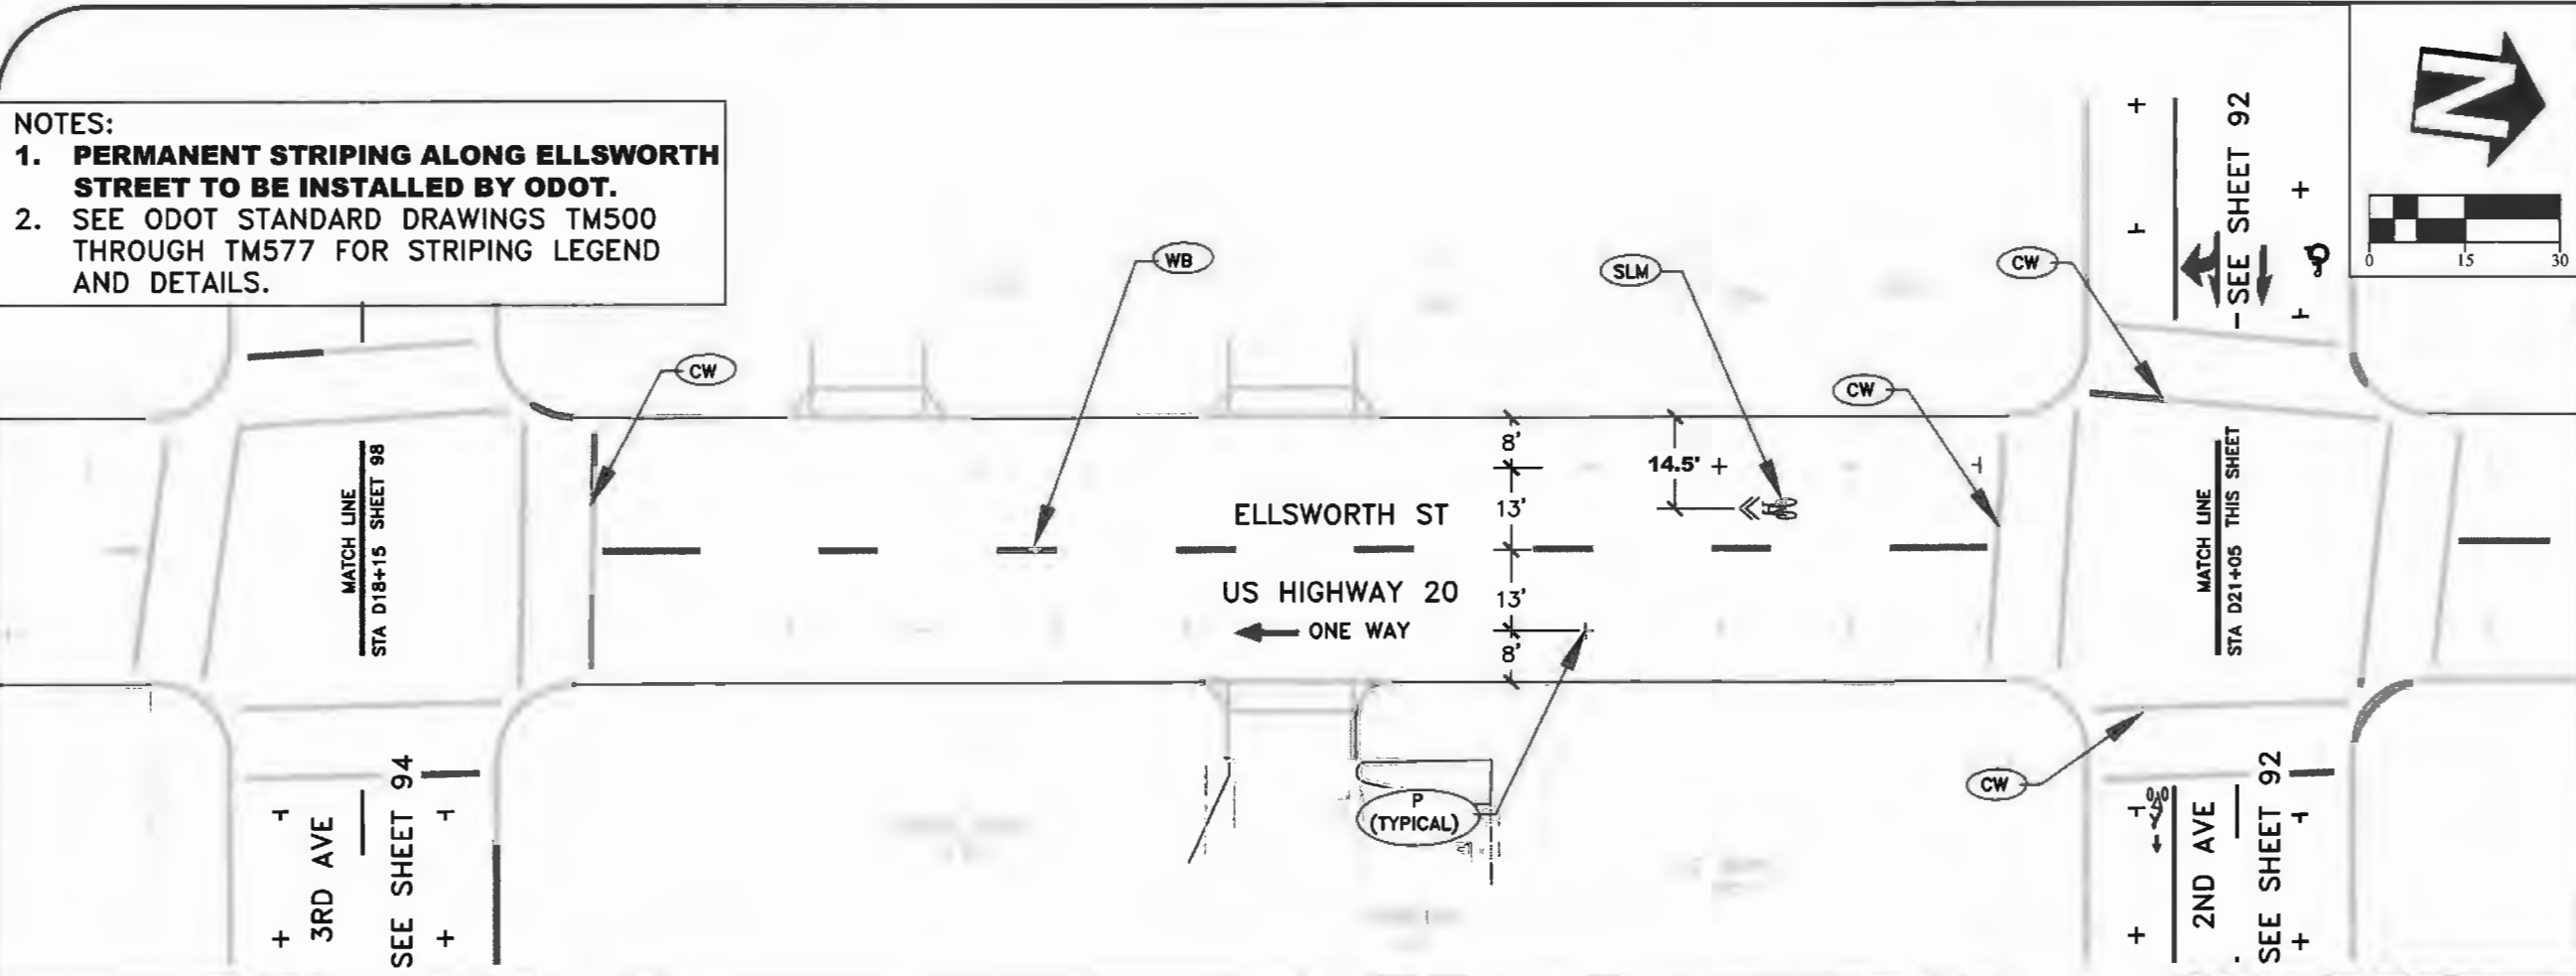 NOTES:
1. PERMANENT STRIPING ALONG ELLSWORTH
STREET TO BE INSTALLED BY ODOT.
2. SEE ODOT STANDARD DRAWINGS TM500
THROUGH TM577 FOR STRIPING LEGEND
AND DETAILS.
N
0 15 30
SEE SHEET 92
WB
SLM
CW
CW
CW
MATCH LINE
STA D18+15 SHEET 98
8'
14.5'
13'
ELLSWORTH ST
US HIGHWAY 20
13'
ONE WAY
8'
MATCH LINE
STA D21+05 THIS SHEET
CW
P
(TYPICAL)
3RD AVE
SEE SHEET 94
2ND AVE
SEE SHEET 92